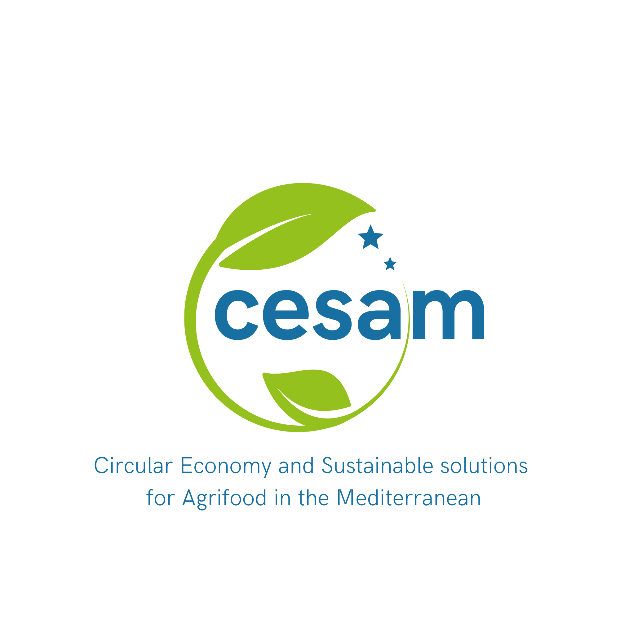 cesam
Circular Economy and Sustainable solutions
for Agrifood in the Mediterranean